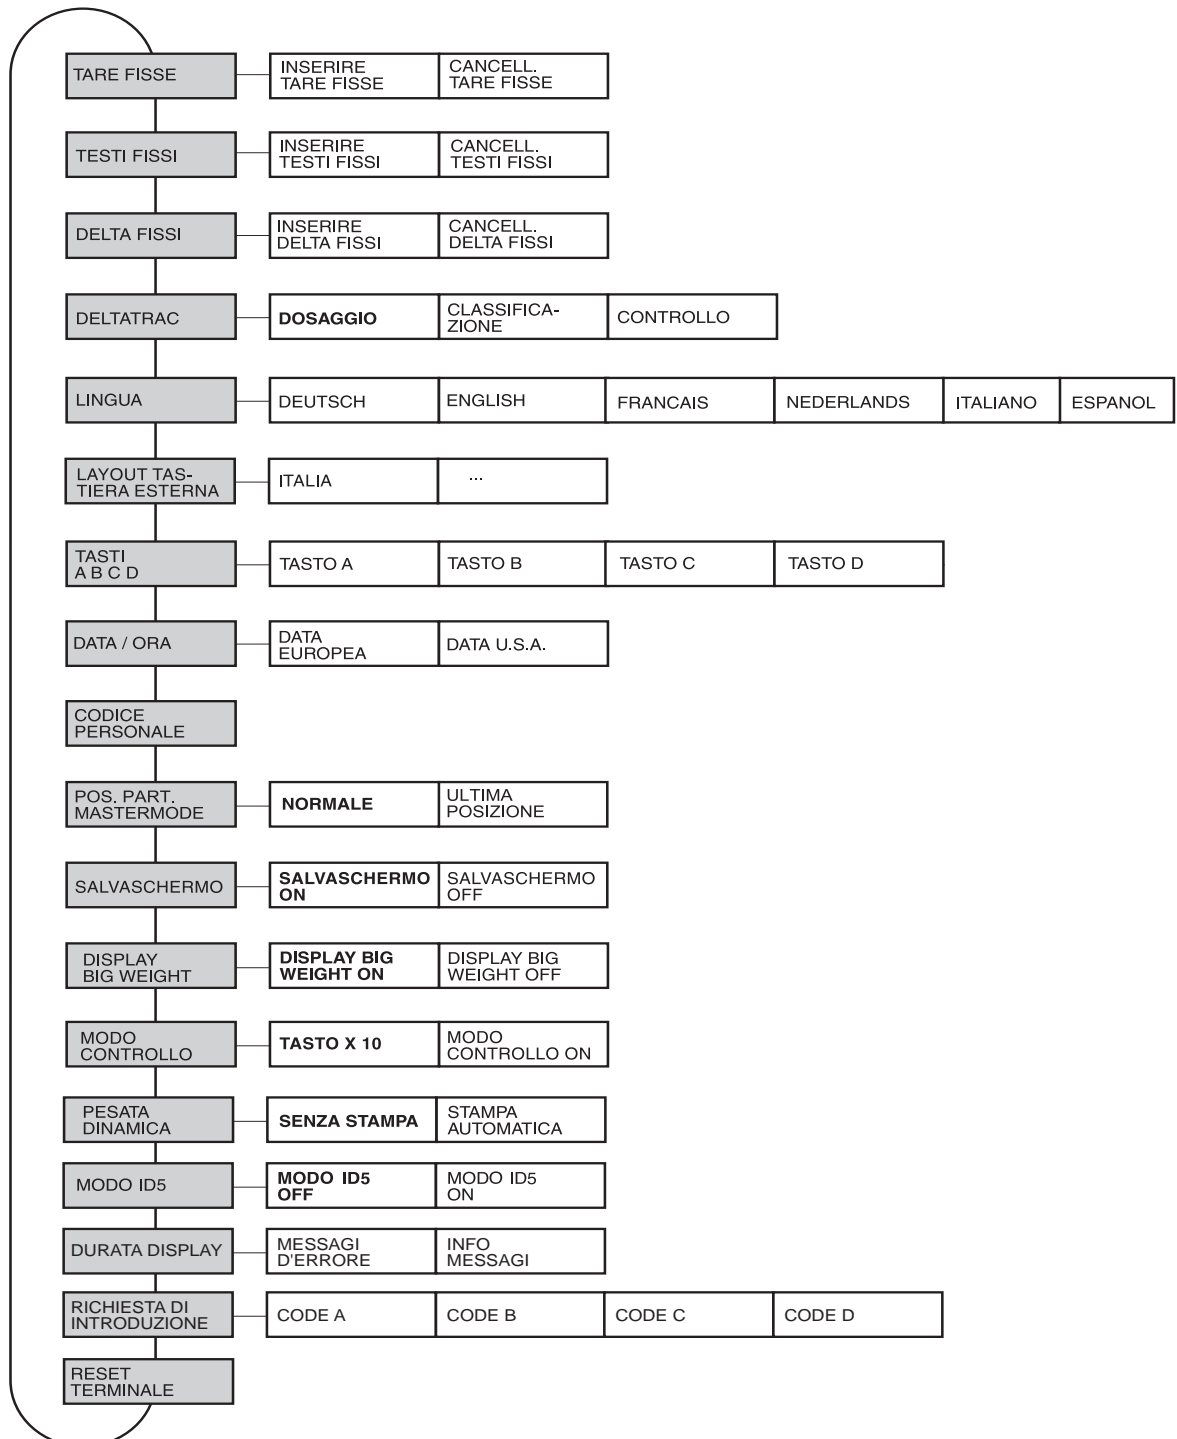 TARE FISSE
INSERIRE
TARE FISSE
CANCELL.
TARE FISSE
TESTI FISSI
INSERIRE
TESTI FISSI
CANCELL.
TESTI FISSI
DELTA FISSI
INSERIRE
DELTA FISSI
CANCELL.
DELTA FISSI
DELTATRAC
DOSAGGIO
CLASSIFICA-
ZIONE
CONTROLLO
LINGUA
DEUTSCH
ENGLISH
FRANCAIS
NEDERLANDS
ITALIANO
ESPANOL
LAYOUT TAS-
TIERA ESTERNA
ITALIA
...
TASTI
A B C D
TASTO A
TASTO B
TASTO C
TASTO D
DATA / ORA
DATA
EUROPEA
DATA U.S.A.
CODICE
PERSONALE
POS. PART.
MASTERMODE
NORMALE
ULTIMA
POSIZIONE
SALVASCHERMO
SALVASCHERMO
ON
SALVASCHERMO
OFF
DISPLAY
BIG WEIGHT
DISPLAY BIG
WEIGHT ON
DISPLAY BIG
WEIGHT OFF
MODO
CONTROLLO
TASTO X 10
MODO
CONTROLLO ON
PESATA
DINAMICA
SENZA STAMPA
STAMPA
AUTOMATICA
MODO ID5
MODO ID5
OFF
MODO ID5
ON
DURATA DISPLAY
MESSAGI
D'ERRORE
INFO
MESSAGI
RICHIESTA DI
INTRODUZIONE
CODE A
CODE B
CODE C
CODE D
RESET
TERMINALE